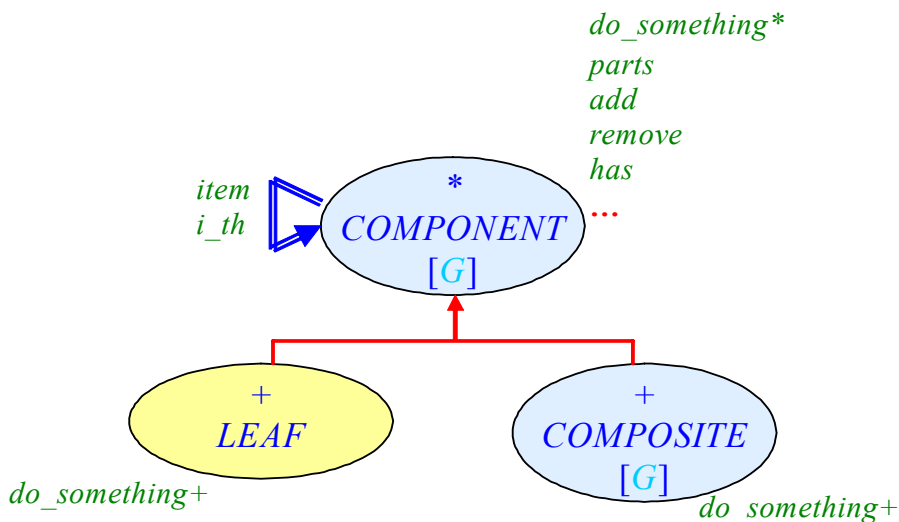 do_something*
parts
add
remove
has
...
item
i_th
*
COMPONENT
[G]
+
LEAF
do_something+
+
COMPOSITE
[G]
do_something+